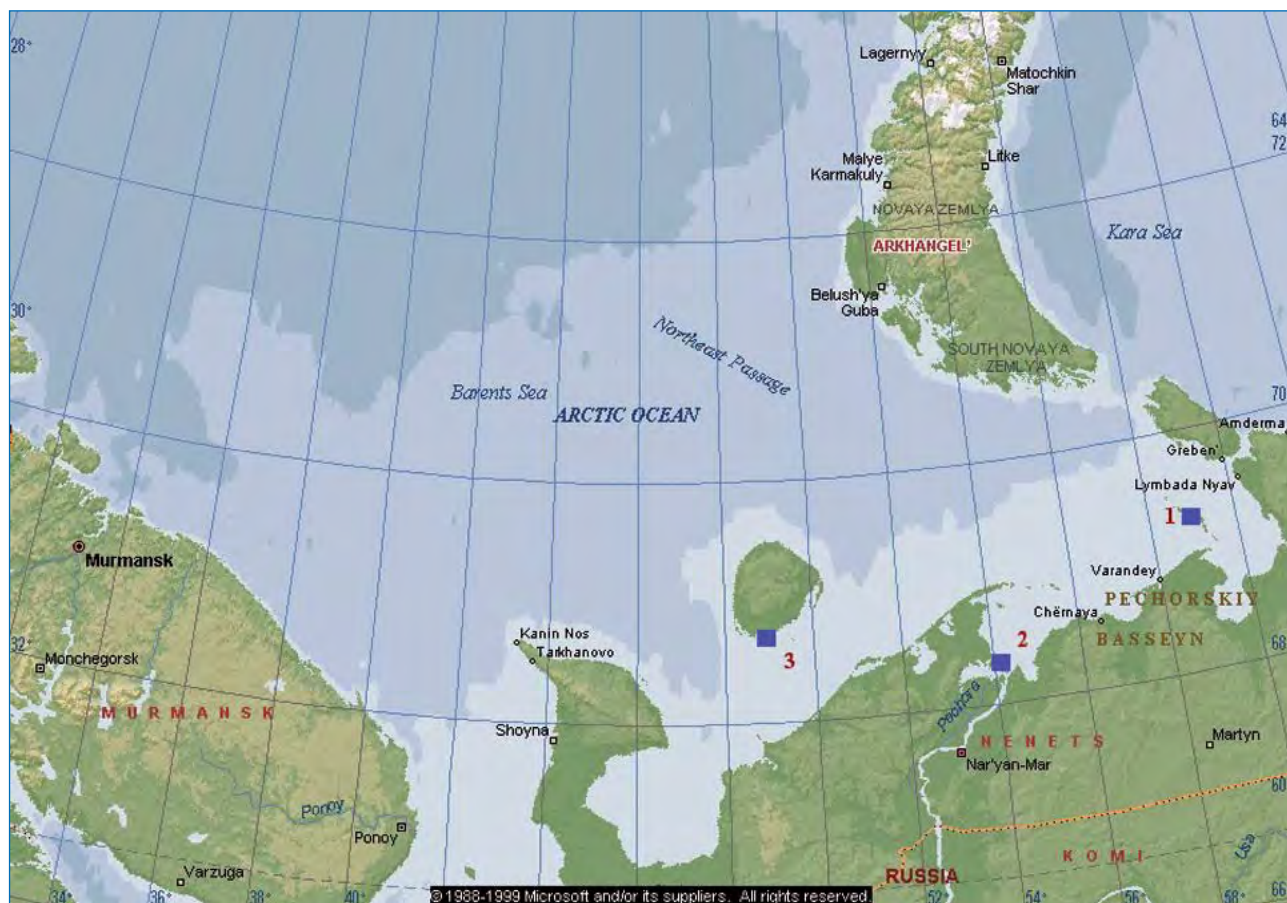 28°
Lagernyy
Matochkin
Shar
64
72
Malye
Karmakuly
Litke
NOVAYA ZEMLYA
Kara Sea
ARKHANGEL'
Belush'ya
Guba
30°
Northeast Passage
SOUTH NOVAYA
ZEMLYA
Barents Sea
ARCTIC OCEAN
70
Amderma
Greben'
Lymbada Nyav
1
Murmansk
Varandey
PECHORSKIY
Chërnaya
BASSEYN
Kanin Nos
Tarkhanovo
32°
Monchegorsk
3
2
68
Pechora
MURMANSK
Shoyna
NENETS
Martyn
Nar'yan-Mar
60
Ponoy
Ponoy
KOMI
Usa
Varzuga
RUSSIA
34°
36°
38°
40°
52°
54°
56°
58°
66
© 1988-1999 Microsoft and/or its suppliers. All rights reserved.